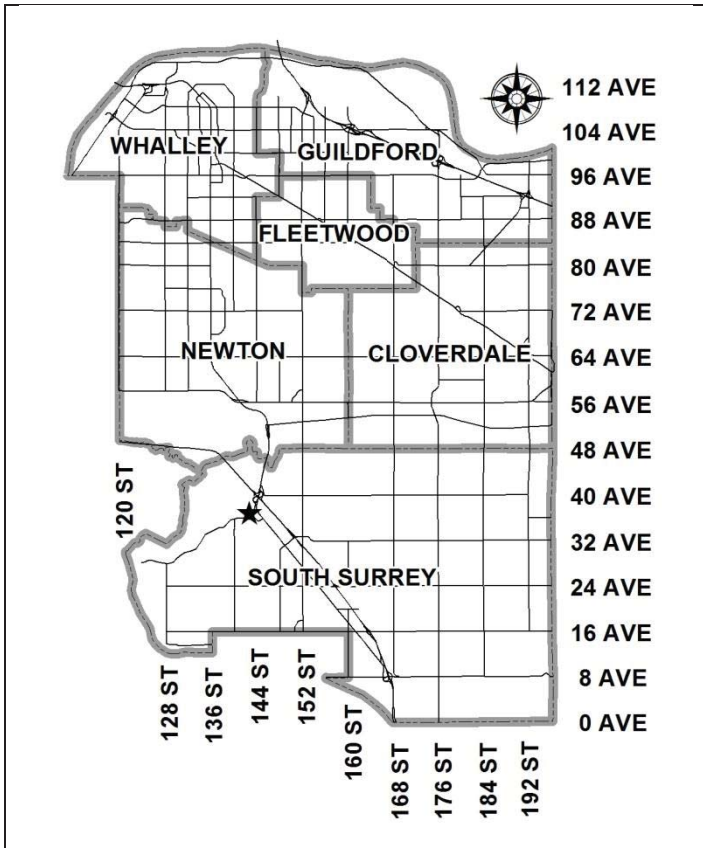 112 AVE
104 AVE
WHALLEY
GUILDFORD
96 AVE
88 AVE
FLEETWOOD
80 AVE
72 AVE
NEWTON
CLOVERDALE
64 AVE
56 AVE
48 AVE
120 ST
40 AVE
32 AVE
SOUTH SURREY
24 AVE
16 AVE
128 ST
136 ST
144 ST
152 ST
160 ST
8 AVE
0 AVE
168 ST
176 ST
184 ST
192 ST